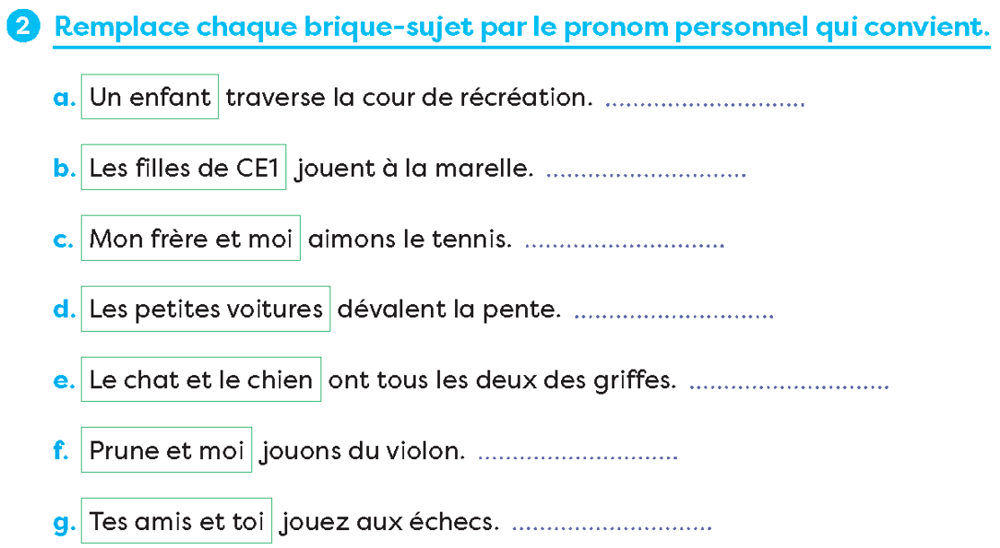 2 Remplace chaque brique-sujet par le pronom personnel qui convient.
a. Un enfant traverse la cour de récréation. ..............................
b. Les filles de CE1 jouent à la marelle. ..............................
c. Mon frère et moi aimons le tennis. ..............................
d. Les petites voitures dévalent la pente. ..............................
e. Le chat et le chien ont tous les deux des griffes. ..............................
f. Prune et moi jouons du violon. ..............................
g. Tes amis et toi jouez aux échecs. ..............................